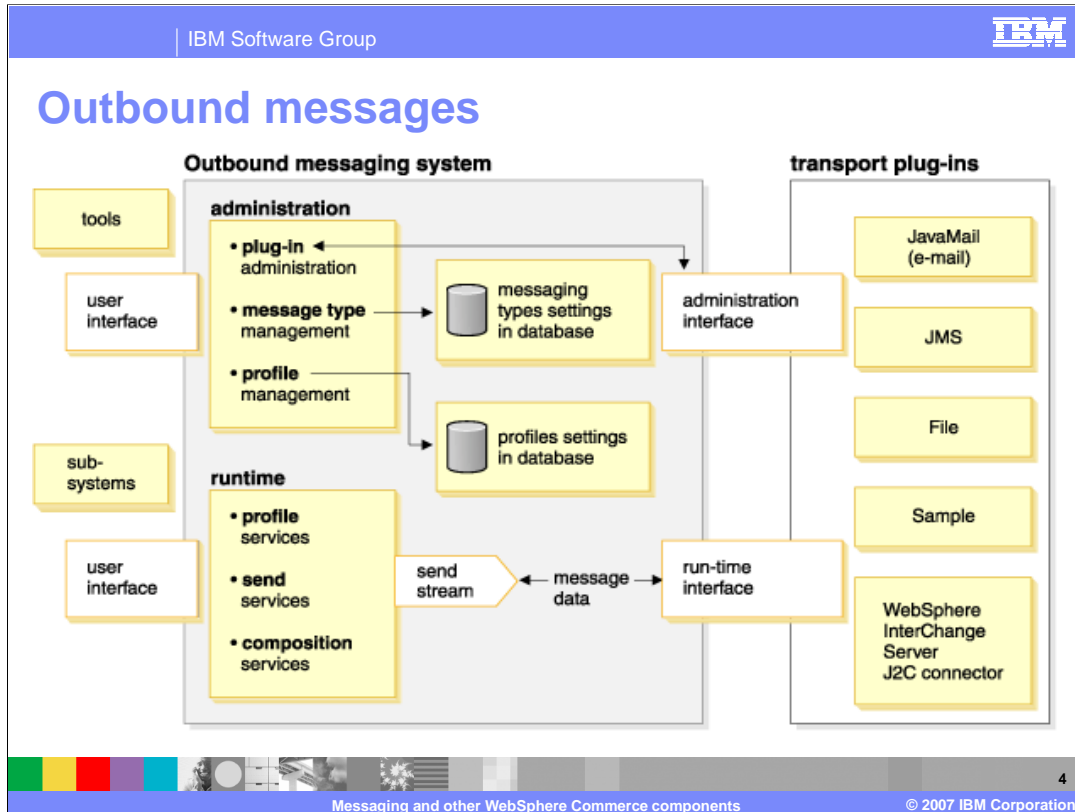 IBM Software Group
IBM
Outbound messages
Outbound messaging system
transport plug-ins
tools
user
interface
administration
• plug-in
administration
• message type
management
• profile
management
messaging
types settings
in database
profiles settings
in database
administration
interface
JavaMail
(e-mail)
JMS
File
Sample
WebSphere
InterChange
Server
J2C connector
sub-
systems
user
interface
runtime
• profile
services
• send
services
• composition
services
send
stream
message
data
run-time
interface
4
Messaging and other WebSphere Commerce components
© 2007 IBM Corporation